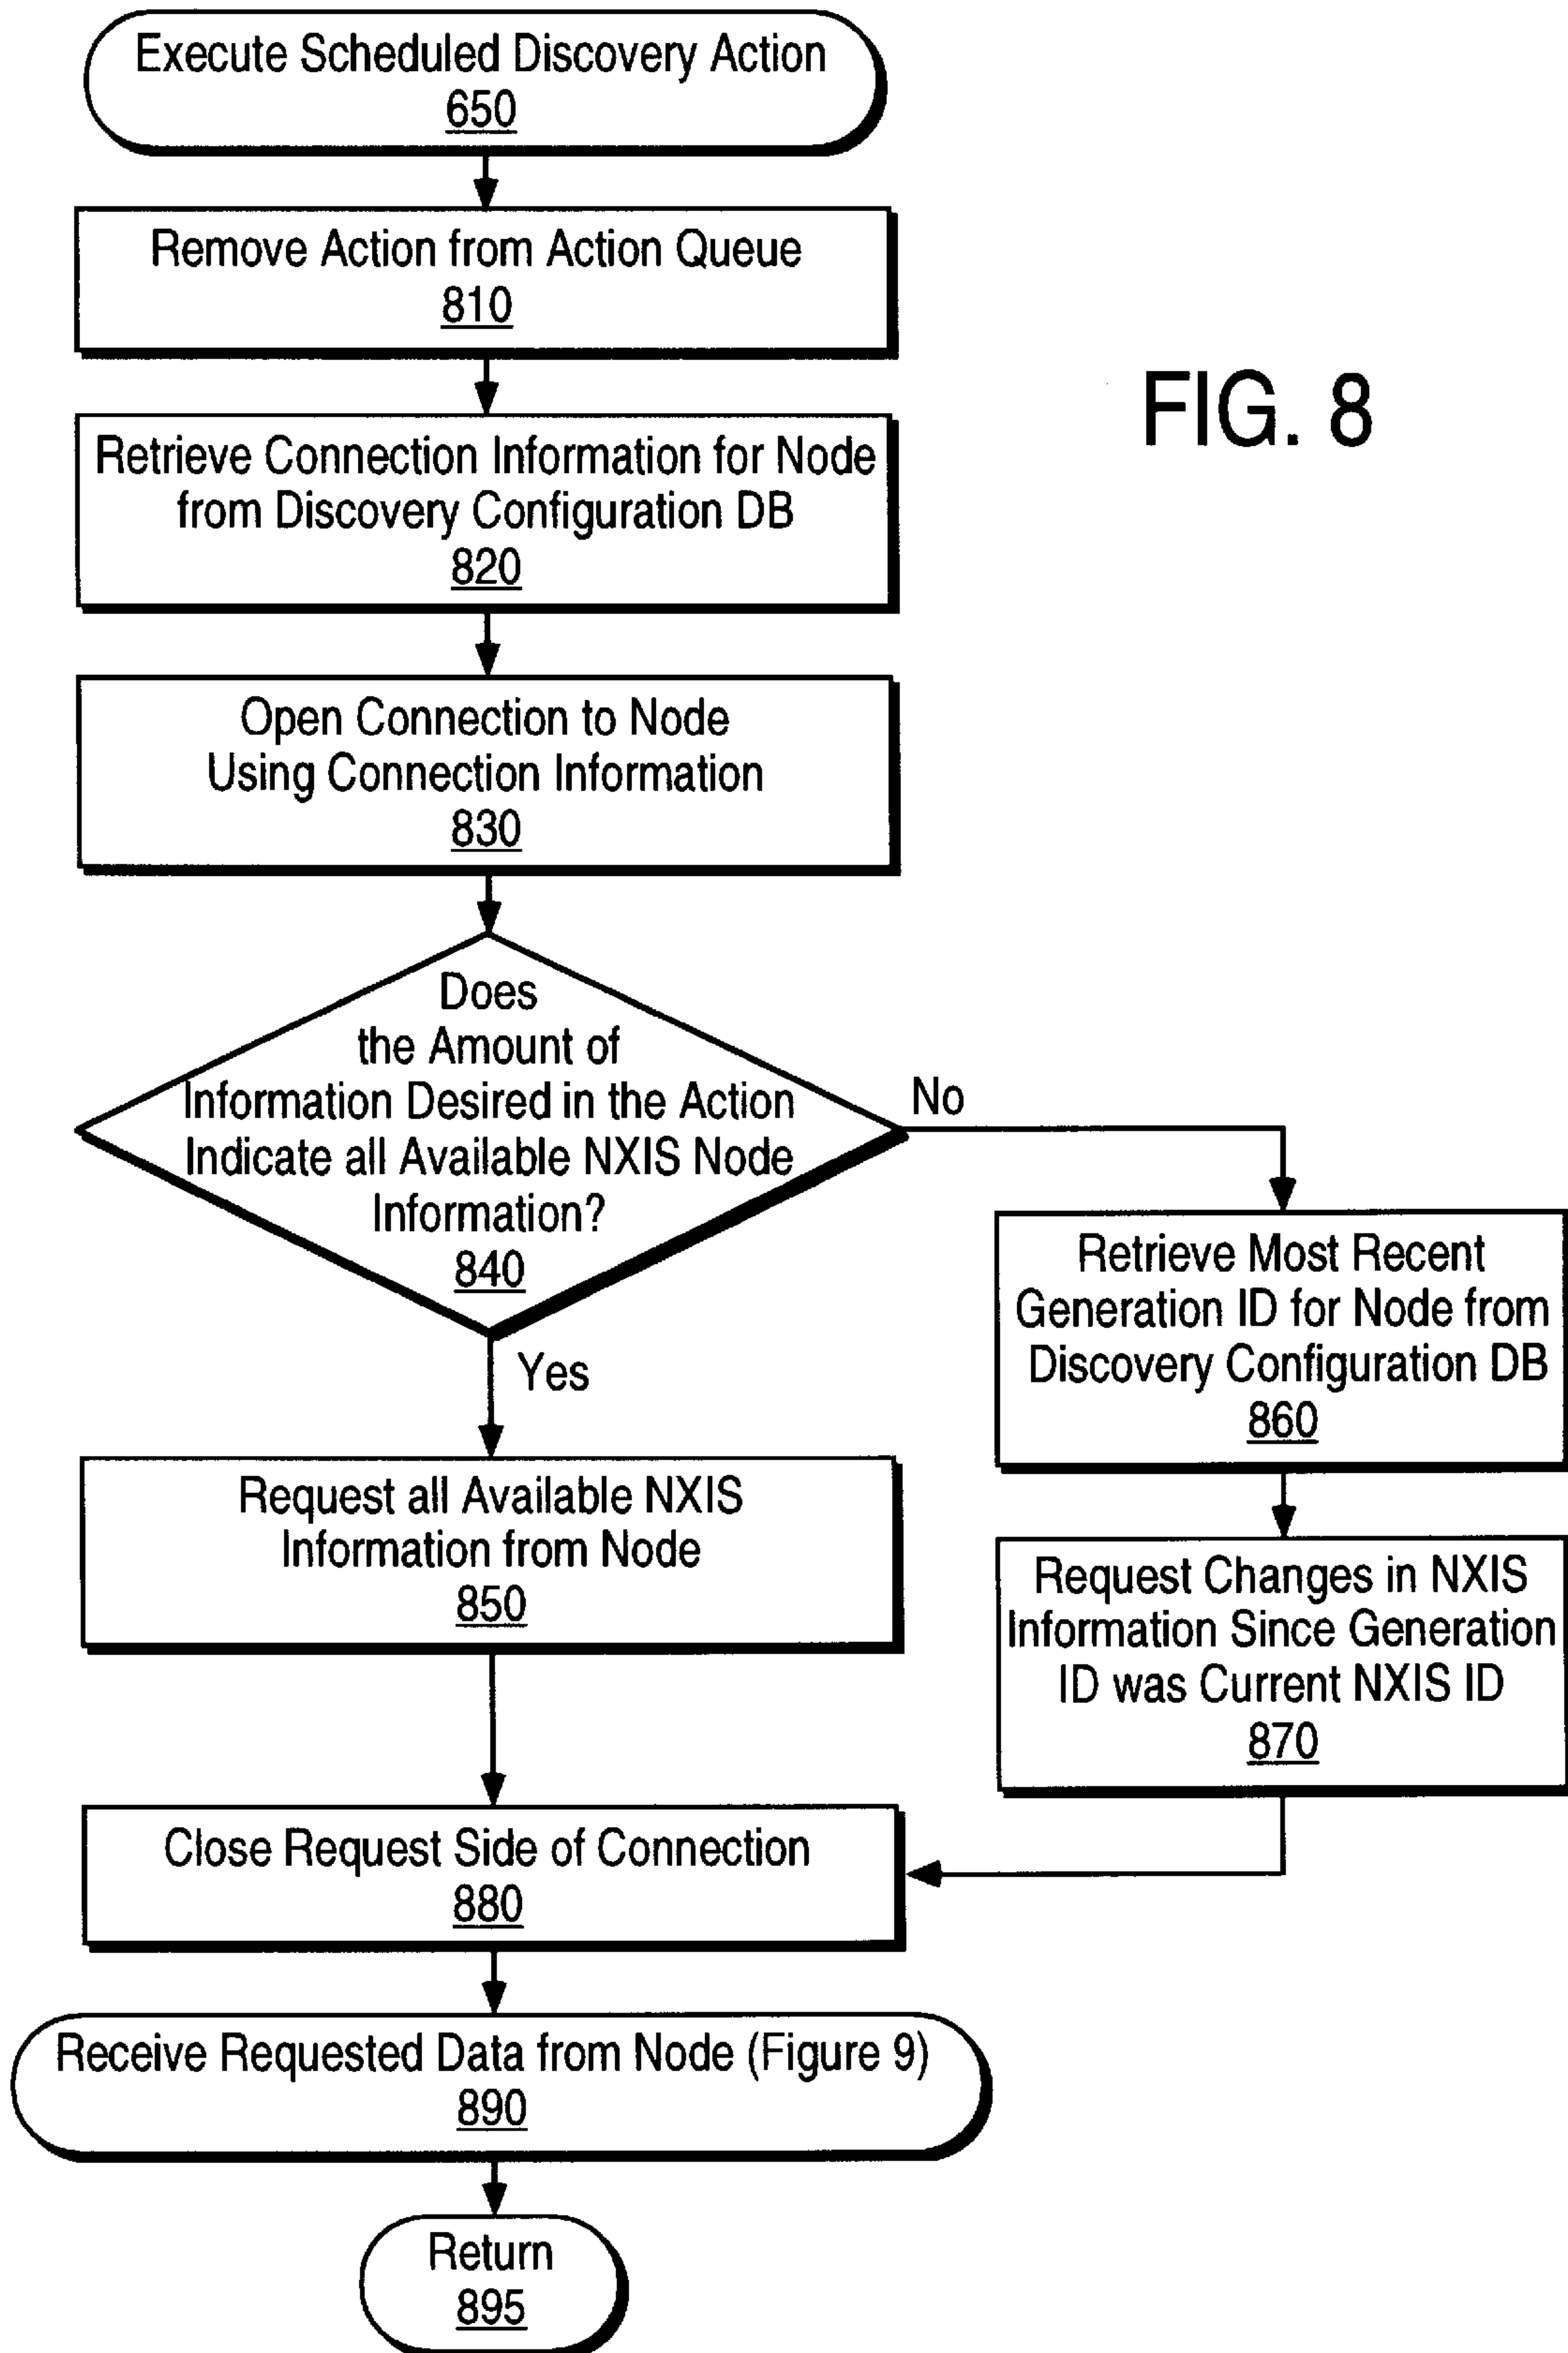 Execute Scheduled Discovery Action
650
Remove Action from Action Queue
810
FIG. 8
Retrieve Connection Information for Node
from Discovery Configuration DB
820
Open Connection to Node
Using Connection Information
830
Does
the Amount of
Information Desired in the Action
Indicate all Available NXIS Node
Information?
840
No
Yes
Retrieve Most Recent
Generation ID for Node from
Discovery Configuration DB
860
Request all Available NXIS
Information from Node
850
Request Changes in NXIS
Information Since Generation
ID was Current NXIS ID
870
Close Request Side of Connection
880
Receive Requested Data from Node (Figure 9)
890
Return
895